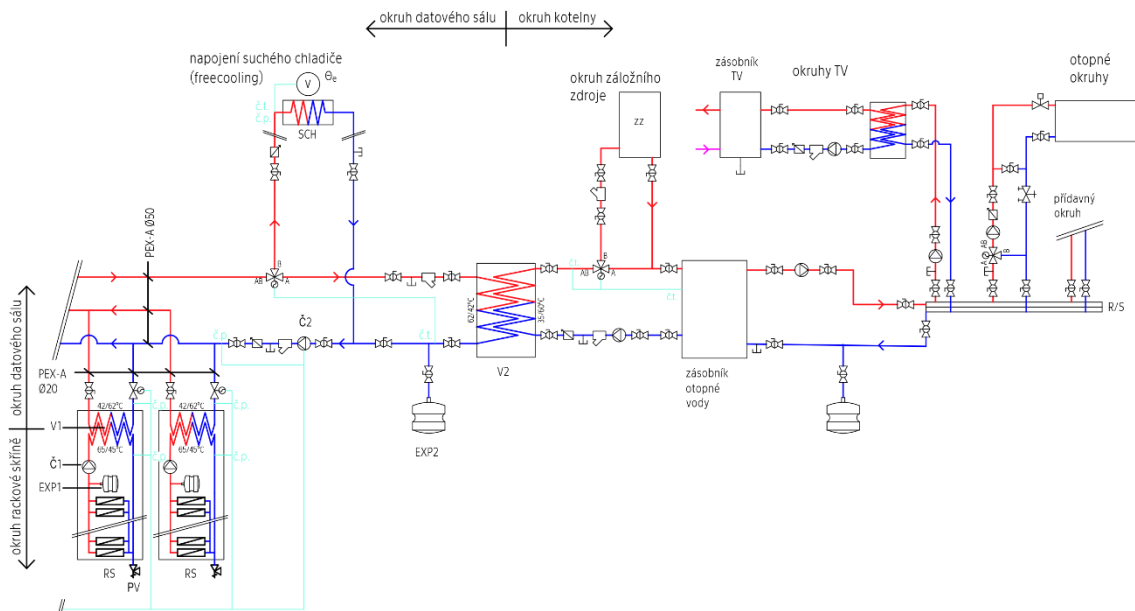 okruh datového sálu
okruh kotelny
napojení suchého chladiče
(freecooling)
V
Θe
č.t.
č.p.
SCH
okruh záložního
zdroje
ZZ
zásobník
TV
okruhy TV
otopné
okruhy
přídavný
okruh
PEX-A Ø50
B
AB
A
B
AB
A
AB
A
B
62/42°C
35/60°C
V2
č.t.
č.t.
č.t.
č.p.
Č2
R/S
zásobník
otopné
vody
EXP2
PEX-A
Ø20
okruh datového sálu
okruh rackové skříně
č.p.
č.p.
42/62°C
42/62°C
V1
65/45°C
65/45°C
č.p.
č.p.
Č1
EXP1
RS
RS
PV